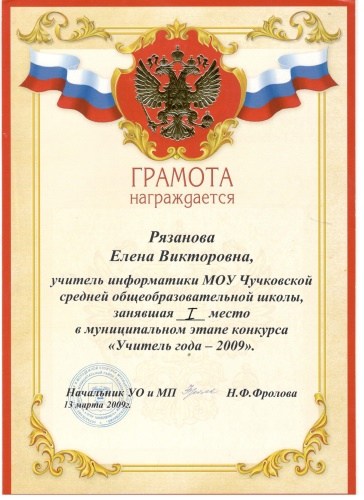 ГРАМОТА
награждается
Рязанова
Елена Викторовна,
учитель информатики МОУ Чучковской
средней общеобразовательной школы,
занявшая I место
в муниципальном этапе конкурса
«Учитель года – 2009».
Начальник УО и МП Н.Ф.Фролова
13 марта 2009г.